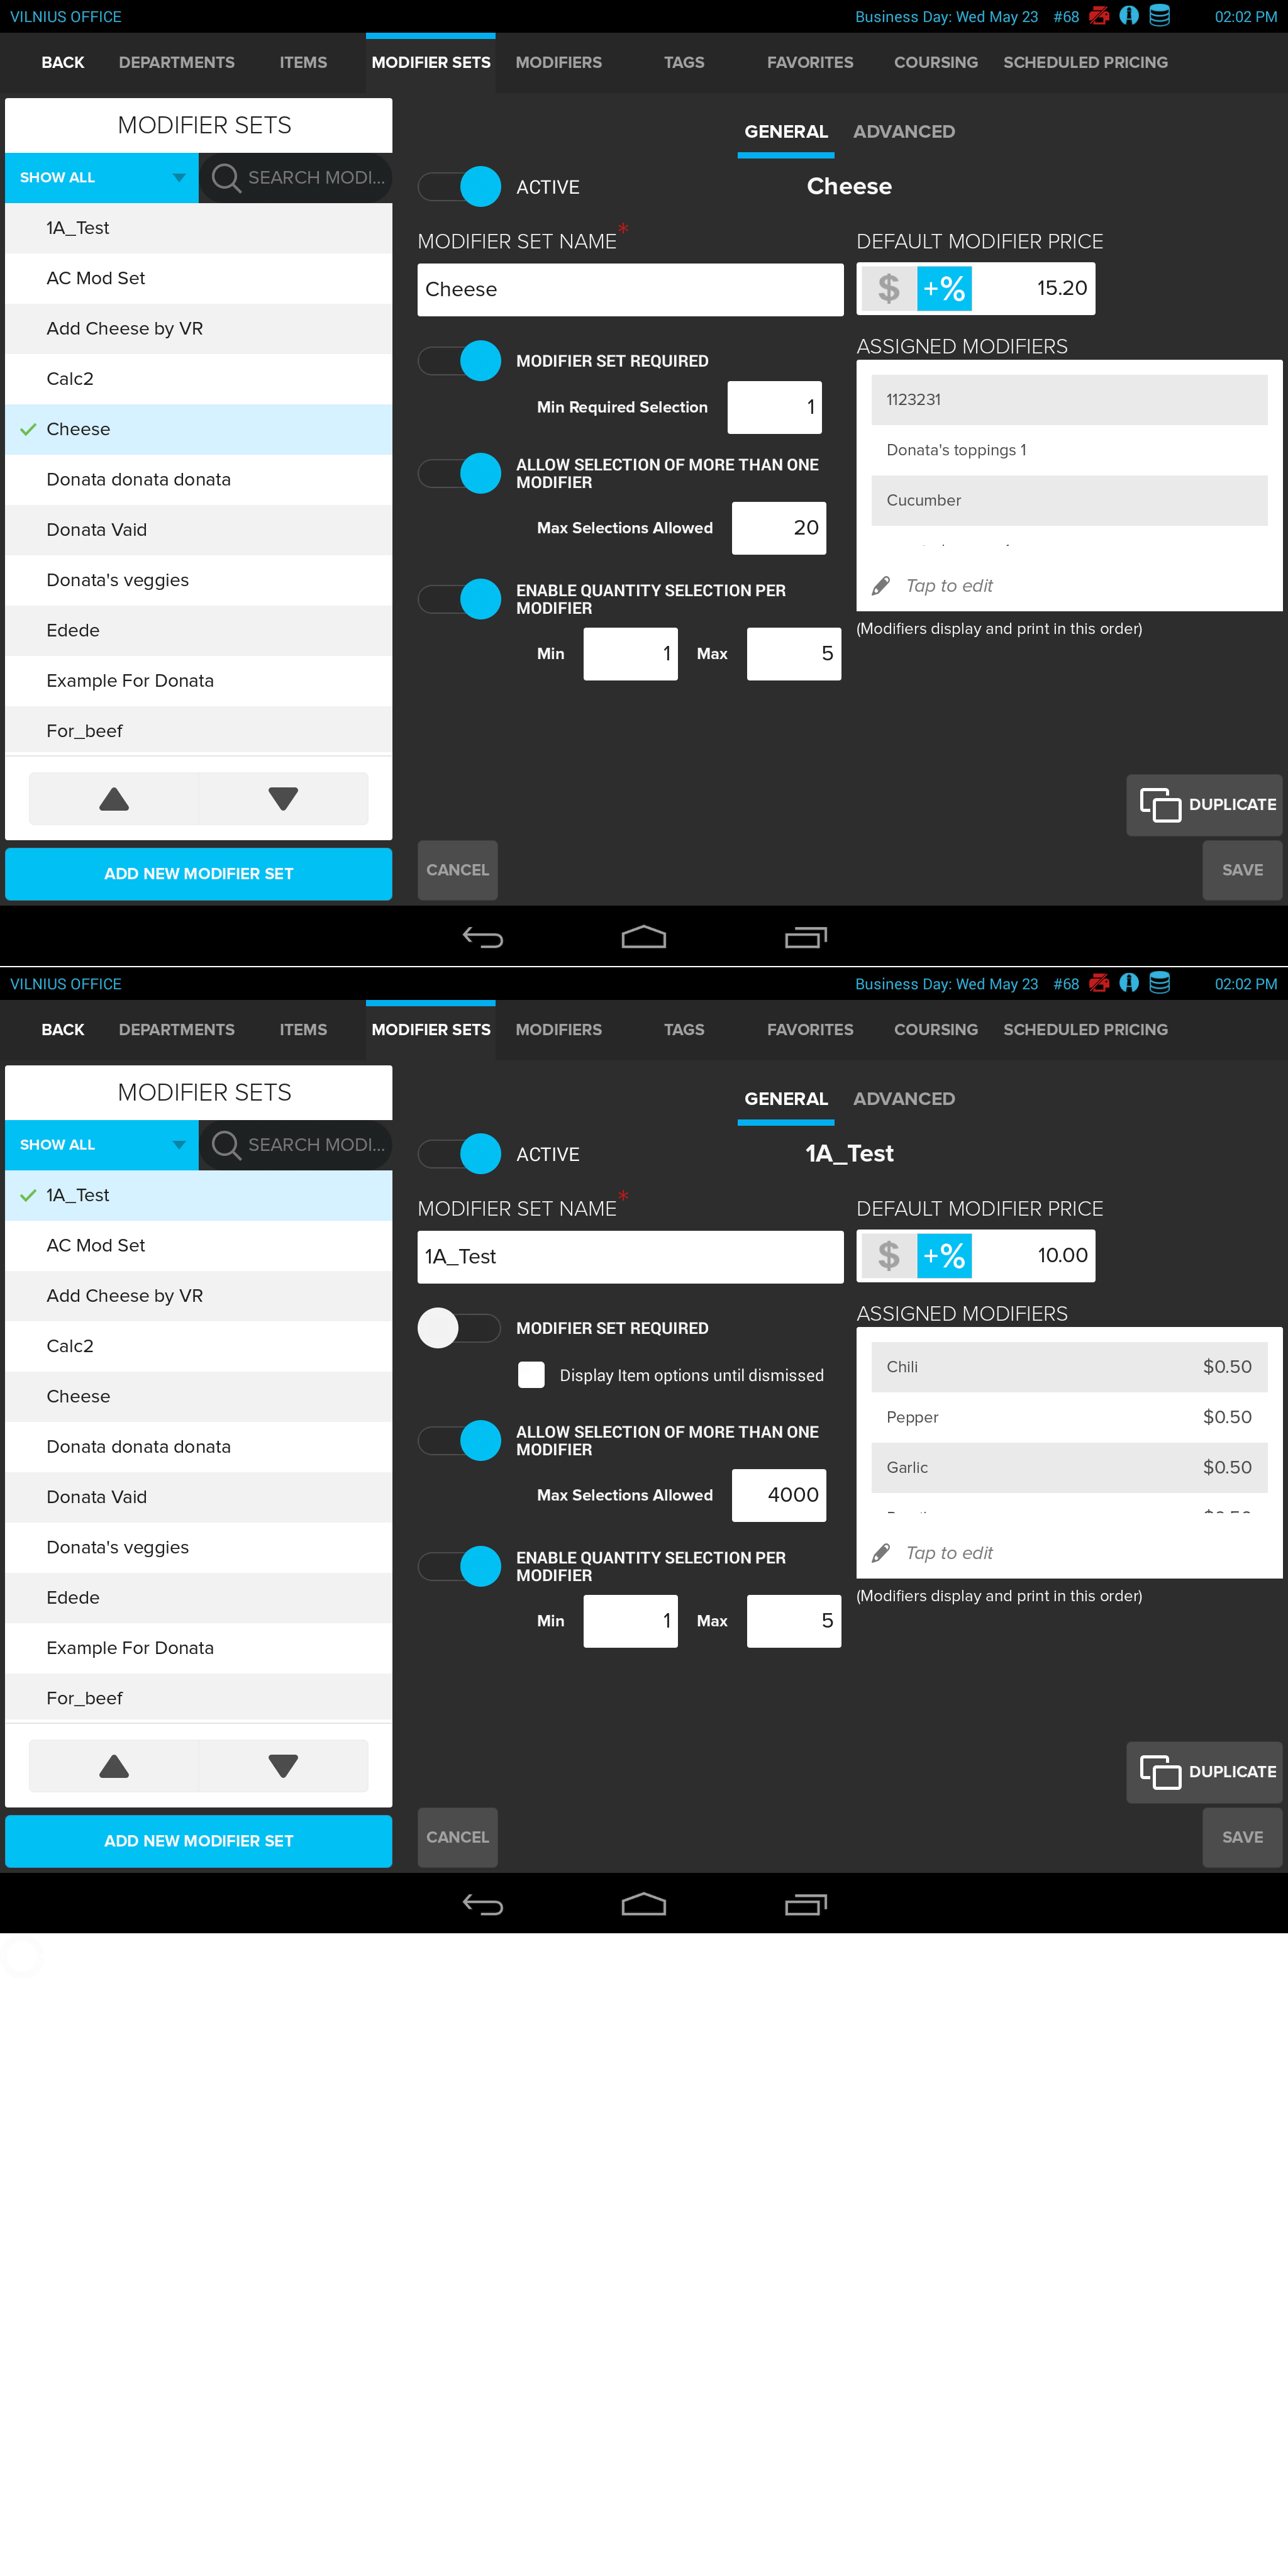 VILNIUS OFFICE Business Day: Wed May 23 #68 02:02 PM
BACK DEPARTMENTS ITEMS MODIFIER SETS MODIFIERS TAGS FAVORITES COURSING SCHEDULED PRICING
MODIFIER SETS
SHOW ALL SEARCH MODI...
1A_Test
AC Mod Set
Add Cheese by VR
Calc2
Cheese
Donata donata donata
Donata Vaid
Donata's veggies
Edede
Example For Donata
For_beef
ADD NEW MODIFIER SET
GENERAL ADVANCED
ACTIVE Cheese
MODIFIER SET NAME*
Cheese
MODIFIER SET REQUIRED
Min Required Selection 1
ALLOW SELECTION OF MORE THAN ONE
MODIFIER
Max Selections Allowed 20
ENABLE QUANTITY SELECTION PER
MODIFIER
Min 1 Max 5
DEFAULT MODIFIER PRICE
$ +% 15.20
ASSIGNED MODIFIERS
1123231
Donata's toppings 1
Cucumber
Tap to edit
(Modifiers display and print in this order)
DUPLICATE
CANCEL SAVE
VILNIUS OFFICE Business Day: Wed May 23 #68 02:02 PM
BACK DEPARTMENTS ITEMS MODIFIER SETS MODIFIERS TAGS FAVORITES COURSING SCHEDULED PRICING
MODIFIER SETS
SHOW ALL SEARCH MODI...
1A_Test
AC Mod Set
Add Cheese by VR
Calc2
Cheese
Donata donata donata
Donata Vaid
Donata's veggies
Edede
Example For Donata
For_beef
ADD NEW MODIFIER SET
GENERAL ADVANCED
ACTIVE 1A_Test
MODIFIER SET NAME*
1A_Test
MODIFIER SET REQUIRED
Display Item options until dismissed
ALLOW SELECTION OF MORE THAN ONE
MODIFIER
Max Selections Allowed 4000
ENABLE QUANTITY SELECTION PER
MODIFIER
Min 1 Max 5
DEFAULT MODIFIER PRICE
$ +% 10.00
ASSIGNED MODIFIERS
Chili $0.50
Pepper $0.50
Garlic $0.50
Tap to edit
(Modifiers display and print in this order)
DUPLICATE
CANCEL SAVE